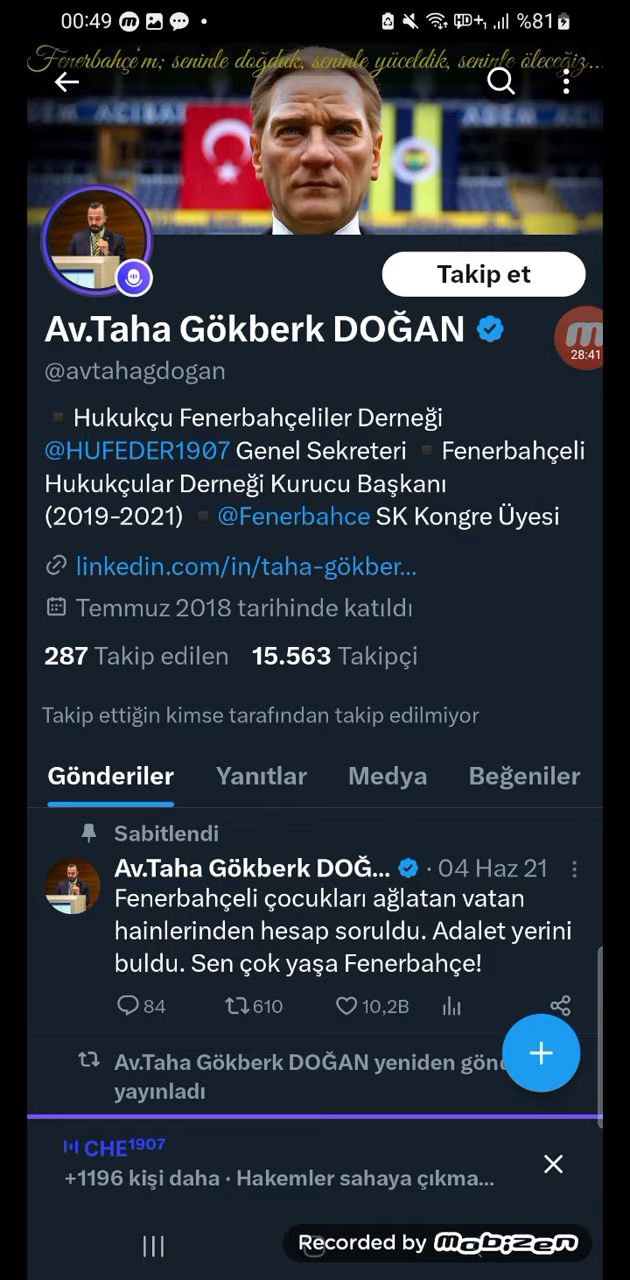 00:49
HD+
%81
Fenerbahçe'm; seninle doğduk, seninle yüceldik, seninle öleceğiz...
Takip et
Av.Taha Gökberk DOĞAN
@avtahagdogan
28:41
▪Hukukçu Fenerbahçeliler Derneği
@HUFEDER1907 Genel Sekreteri ▪Fenerbahçeli
Hukukçular Derneği Kurucu Başkanı
(2019-2021) ▪@Fenerbahce SK Kongre Üyesi
linkedin.com/in/taha-gökber...
Temmuz 2018 tarihinde katıldı
287 Takip edilen 15.563 Takipçi
Takip ettiğin kimse tarafından takip edilmiyor
Gönderiler Yanıtlar Medya Beğeniler
Sabitlendi
Av.Taha Gökberk DOĞ... · 04 Haz 21
Fenerbahçeli çocukları ağlatan vatan
hainlerinden hesap soruldu. Adalet yerini
buldu. Sen çok yaşa Fenerbahçe!
84 610 10,2B
Av.Taha Gökberk DOĞAN yeniden gön
yayınladı
CHE¹⁹⁰⁷
+1196 kişi daha · Hakemler sahaya çıkma...
Recorded by mobizen